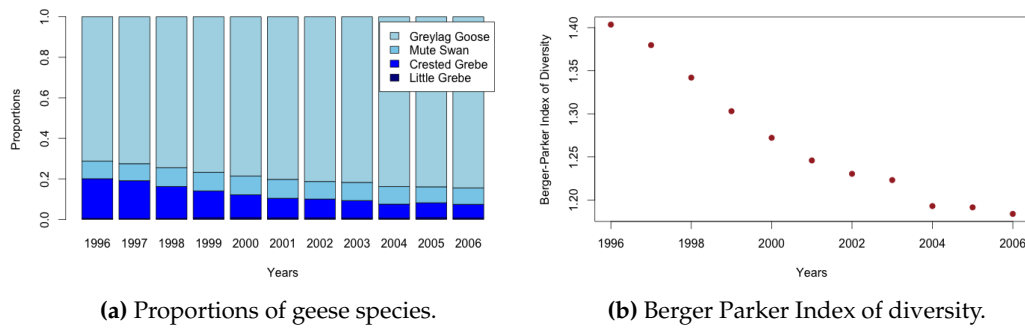 1.0
0.8
0.6
0.4
0.2
0.0
Proportions
Greylag Goose
Mute Swan
Crested Grebe
Little Grebe
1996 1997 1998 1999 2000 2001 2002 2003 2004 2005 2006
Years
(a) Proportions of geese species.
1.40
1.35
1.30
1.25
1.20
Berger-Parker Index of Diversity
1996 1998 2000 2002 2004 2006
Years
(b) Berger Parker Index of diversity.